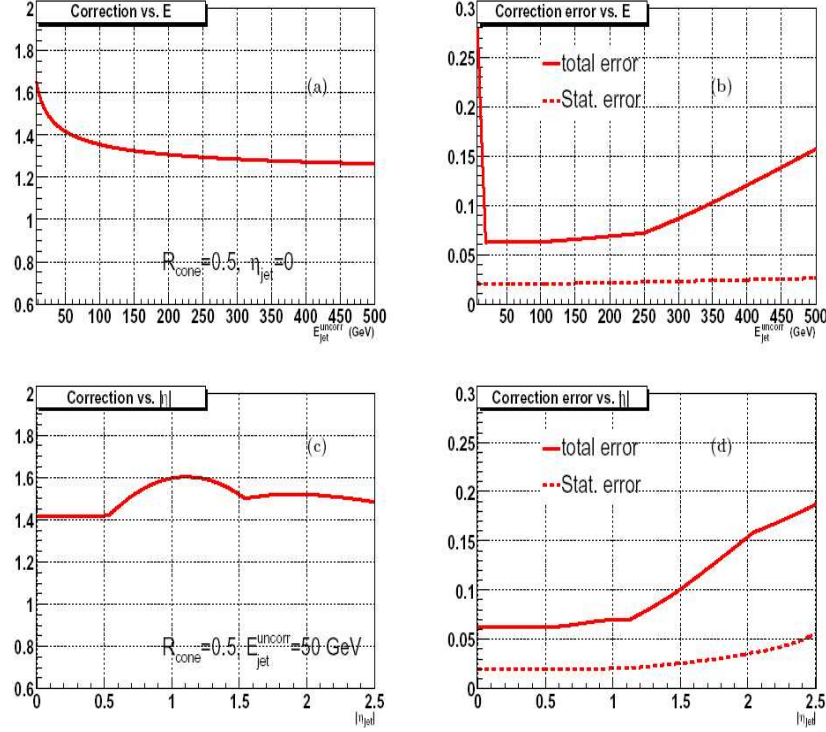 Correction vs. E
2
1.8
1.6
1.4
1.2
1
0.8
0.6
(a)
R_cone=0.5, η_jet=0
50 100 150 200 250 300 350 400 450 500
E_jet^uncorr (GeV)
Correction error vs. E
0.3
0.25
0.2
0.15
0.1
0.05
0
total error
Stat. error
(b)
50 100 150 200 250 300 350 400 450 500
E_jet^uncorr (GeV)
Correction vs. |η|
2
1.8
1.6
1.4
1.2
1
0.8
0.6
(c)
R_cone=0.5, E_jet^uncorr=50 GeV
0 0.5 1 1.5 2 2.5
|η_jet|
Correction error vs. |η|
0.3
0.25
0.2
0.15
0.1
0.05
0
total error
Stat. error
(d)
0 0.5 1 1.5 2 2.5
|η_jet|